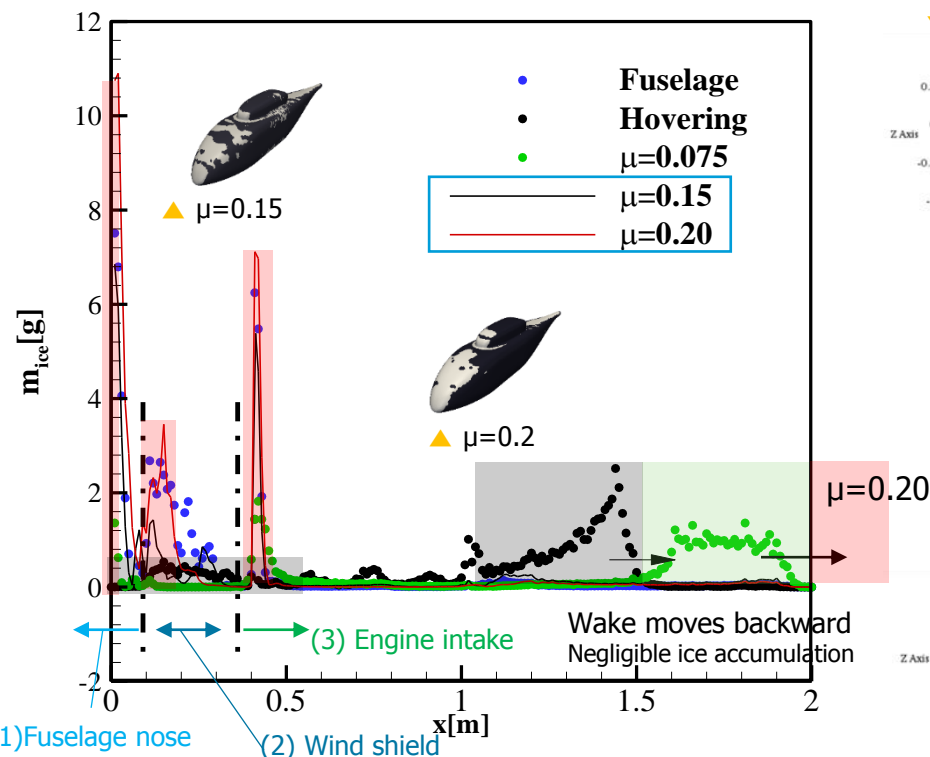 12
10
8
6
4
2
0
-2
m_ice[g]
Fuselage
Hovering
μ=0.075
μ=0.15
μ=0.20
μ=0.15
μ=0.2
μ=0.20
(3) Engine intake
Wake moves backward
Negligible ice accumulation
0
0.5
1
1.5
2
x[m]
1)Fuselage nose
(2) Wind shield
0.
Z Axis
-0.
-
Z Axis